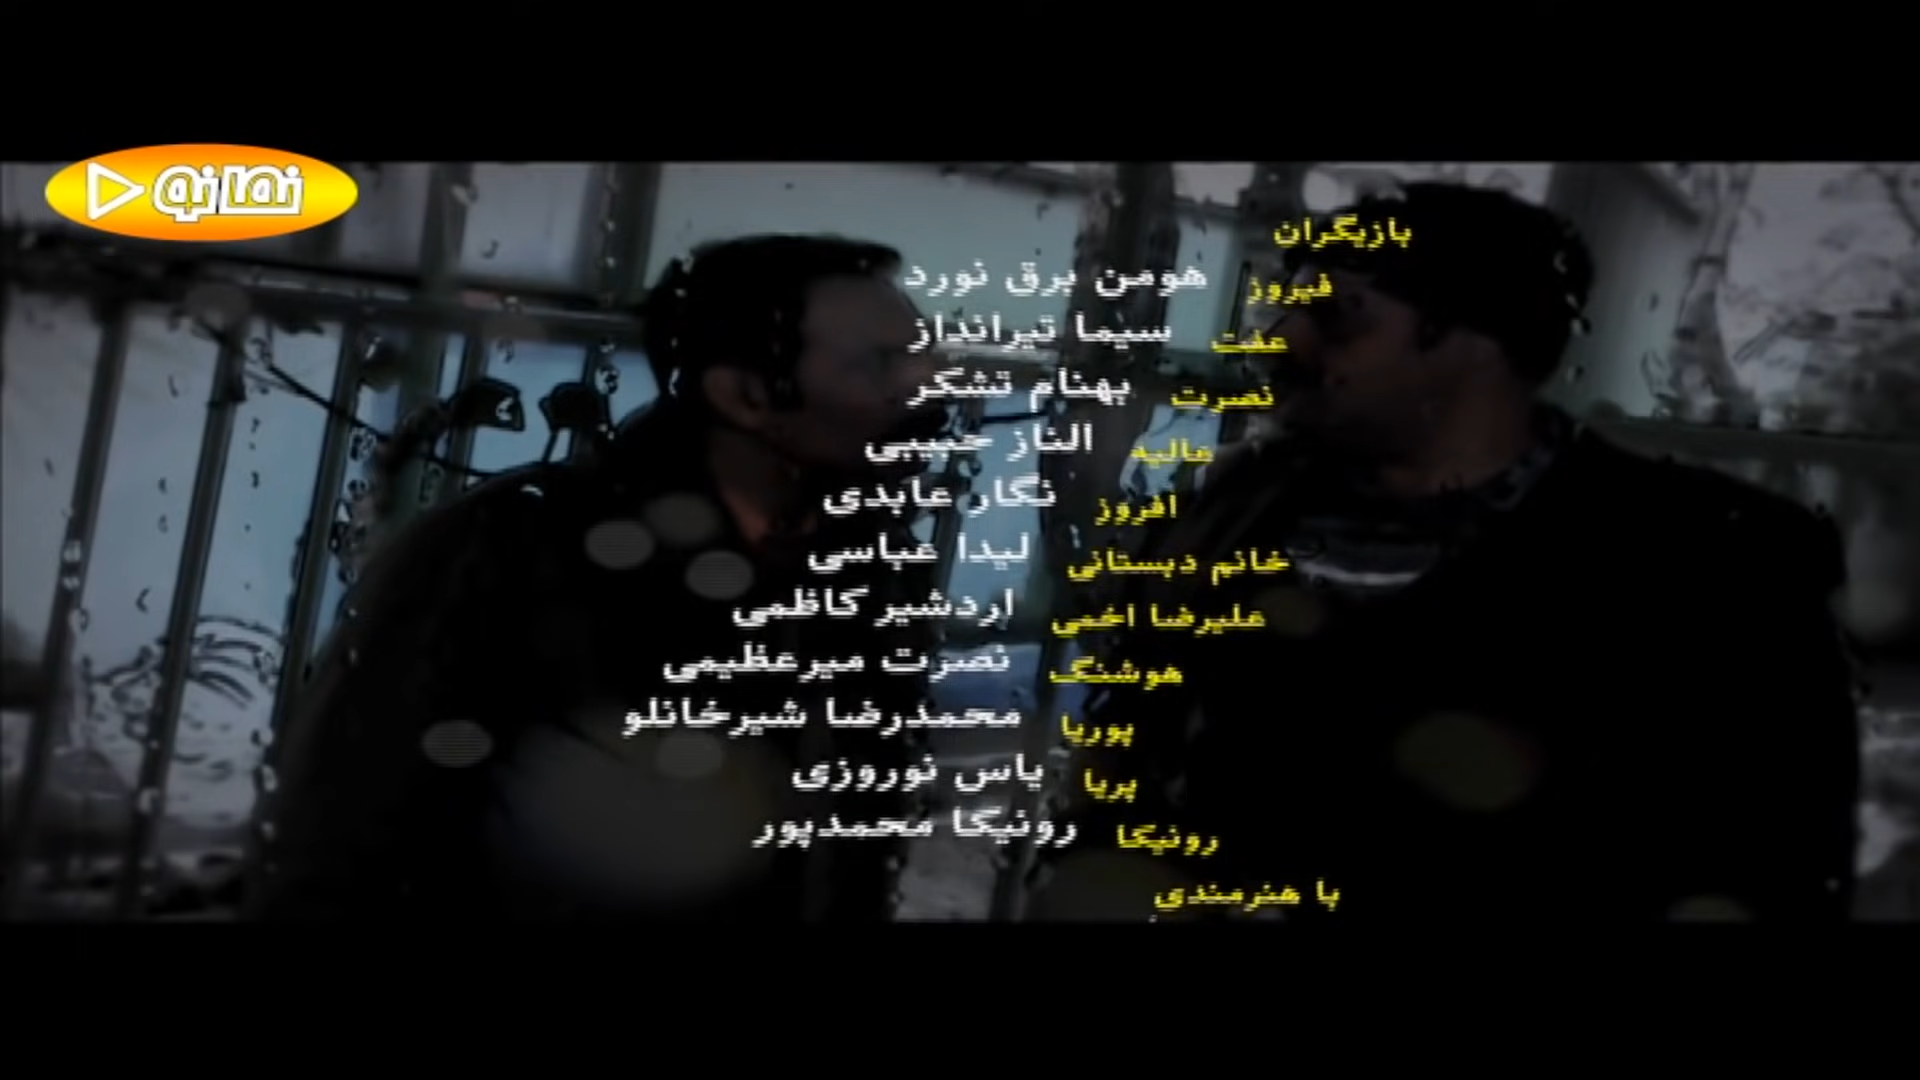 نماژنو
بازیگران
فیروز هومن برق نورد
عفت سیما تیرانداز
نصرت بهنام تشکر
عالیه الناز حبیبی
افروز نگار عابدی
خانم دبستانی لیدا عباسی
علیرضا اخمی اردشیر کاظمی
هوشنگ نصرت میرعظیمی
پوریا محمدرضا شیرخانلو
پریا یاس نوروزی
رونیکا رونیکا محمدپور
با هنرمندی